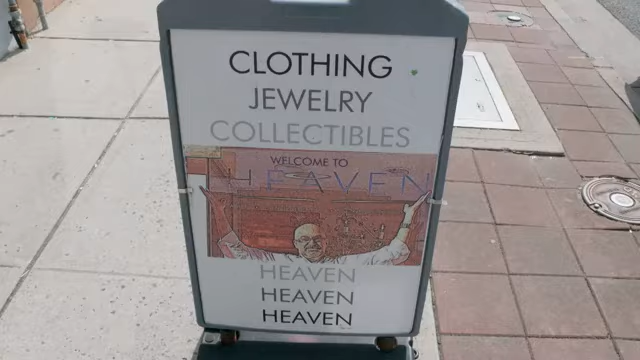 CLOTHING
JEWELRY
COLLECTIBLES
WELCOME TO
HEAVEN
HEAVEN
HEAVEN
HEAVEN